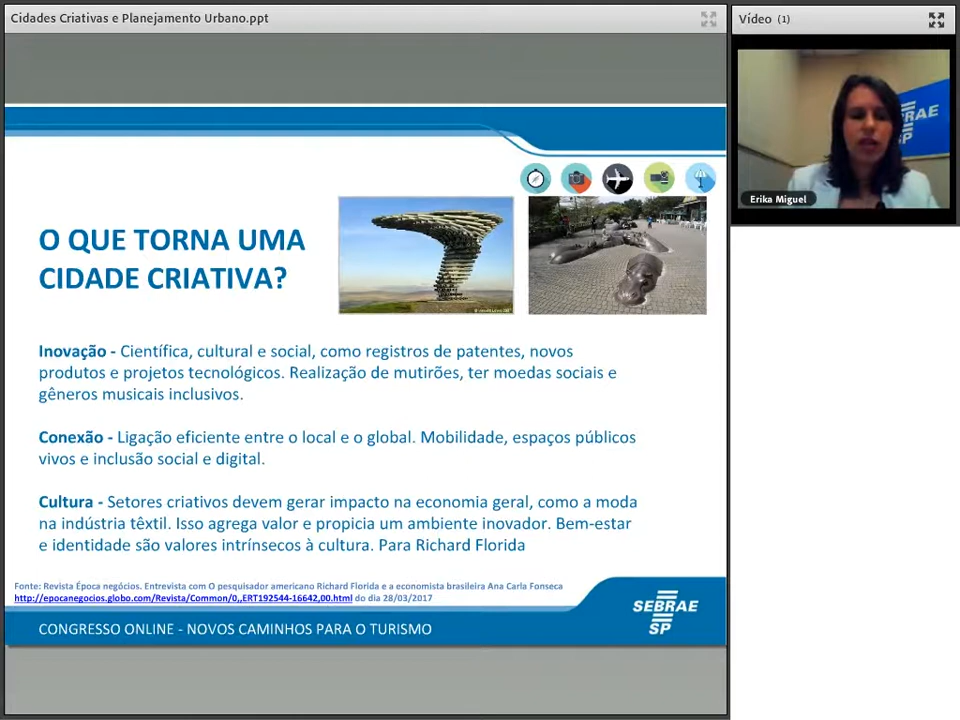 Cidades Criativas e Planejamento Urbano.ppt
Vídeo (1)
RAE
SP
Erika Miguel
O QUE TORNA UMA
CIDADE CRIATIVA?
Inovação - Científica, cultural e social, como registros de patentes, novos
produtos e projetos tecnológicos. Realização de mutirões, ter moedas sociais e
gêneros musicais inclusivos.
Conexão - Ligação eficiente entre o local e o global. Mobilidade, espaços públicos
vivos e inclusão social e digital.
Cultura - Setores criativos devem gerar impacto na economia geral, como a moda
na indústria têxtil. Isso agrega valor e propicia um ambiente inovador. Bem-estar
e identidade são valores intrínsecos à cultura. Para Richard Florida
Fonte: Revista Época negócios. Entrevista com O pesquisador americano Richard Florida e a economista brasileira Ana Carla Fonseca
http://epocanegocios.globo.com/Revista/Common/0,,ERT192544-16642,00.html do dia 28/03/2017
CONGRESSO ONLINE - NOVOS CAMINHOS PARA O TURISMO
SEBRAE
SP